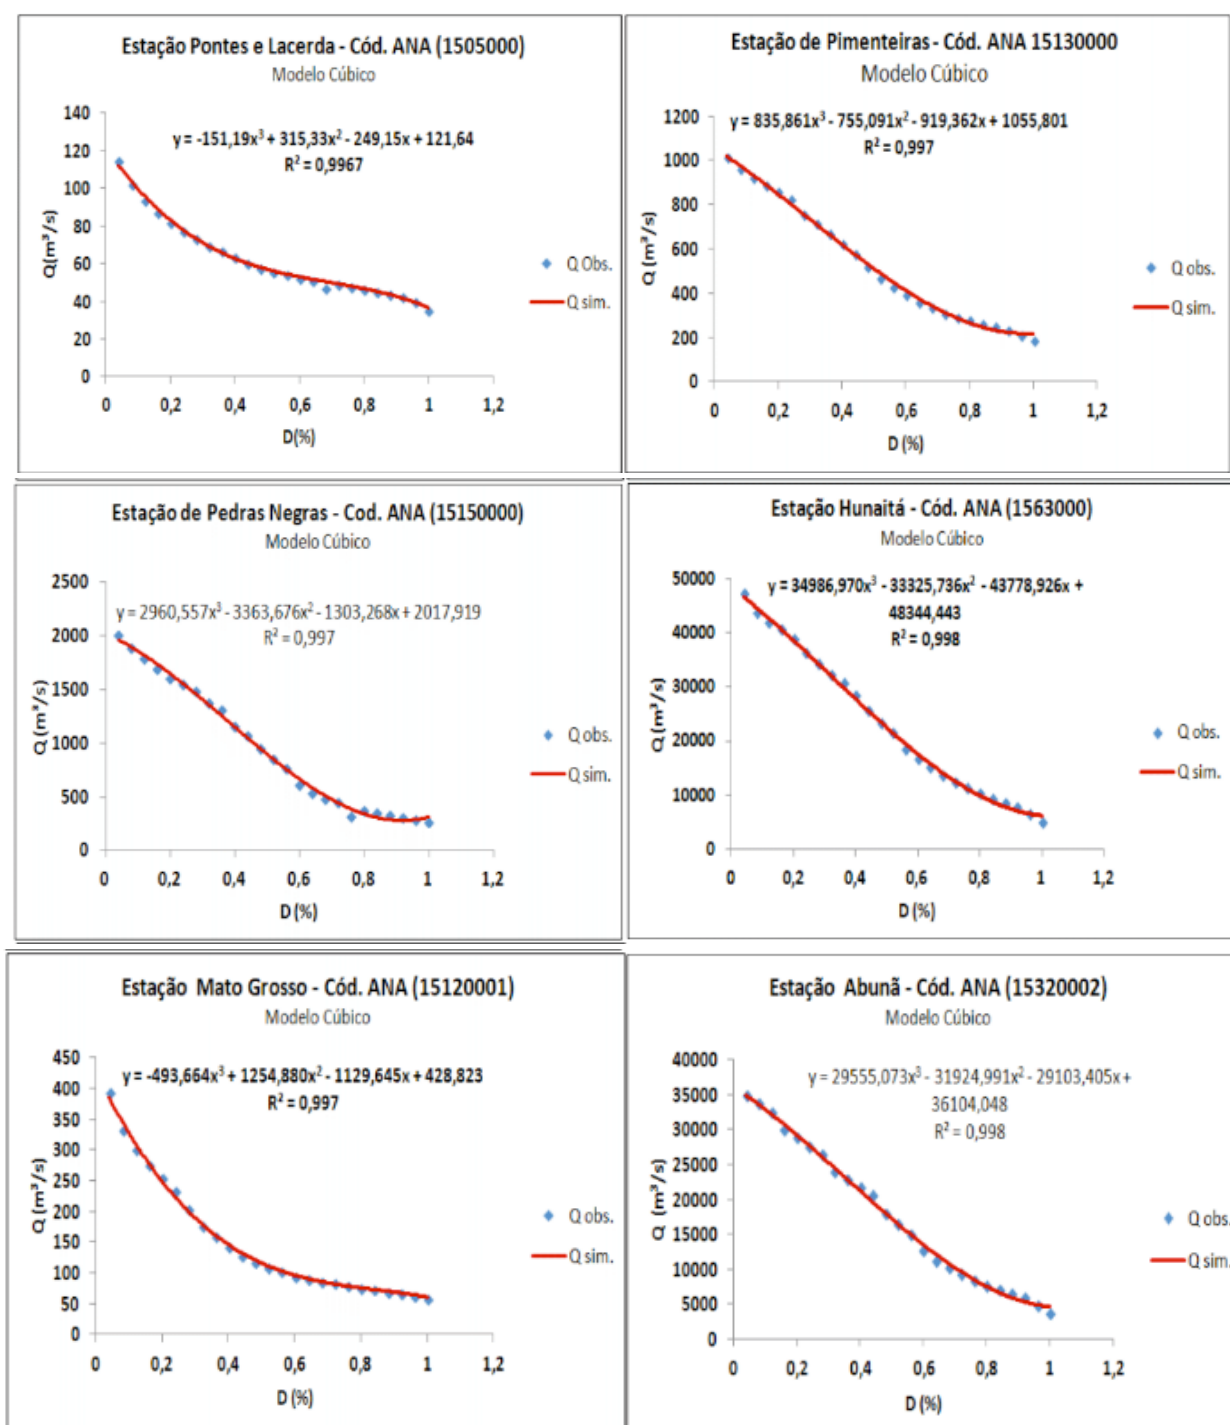 Estação Pontes e Lacerda - Cód. ANA (1505000)
Modelo Cúbico
y = -151,19x³ + 315,33x² - 249,15x + 121,64
R² = 0,9967
140
120
100
80
60
40
20
0
Q(m³/s)
0 0,2 0,4 0,6 0,8 1 1,2
D(%)
Q Obs.
Q sim.
Estação de Pimenteiras - Cód. ANA 15130000
Modelo Cúbico
y = 835,861x³ - 755,091x² - 919,362x + 1055,801
R² = 0,997
1200
1000
800
600
400
200
0
Q (m³/s)
0 0,2 0,4 0,6 0,8 1 1,2
D (%)
Q obs.
Q sim.
Estação de Pedras Negras - Cod. ANA (15150000)
Modelo Cúbico
y = 2960,557x³ - 3363,676x² - 1303,268x + 2017,919
R² = 0,997
2500
2000
1500
1000
500
0
Q (m³/s)
0 0,2 0,4 0,6 0,8 1 1,2
D (%)
Q obs.
Q sim.
Estação Hunaitá - Cód. ANA (1563000)
Modelo Cúbico
y = 34986,970x³ - 33325,736x² - 43778,926x +
48344,443
R² = 0,998
50000
40000
30000
20000
10000
0
Q (m³/s)
0 0,2 0,4 0,6 0,8 1 1,2
D (%)
Q obs.
Q sim.
Estação Mato Grosso - Cód. ANA (15120001)
Modelo Cúbico
y = -493,664x³ + 1254,880x² - 1129,645x + 428,823
R² = 0,997
450
400
350
300
250
200
150
100
50
0
Q (m³/s)
0 0,2 0,4 0,6 0,8 1 1,2
D (%)
Q obs.
Q sim.
Estação Abunã - Cód. ANA (15320002)
Modelo Cúbico
y = 29555,073x³ - 31924,991x² - 29103,405x +
36104,048
R² = 0,998
40000
35000
30000
25000
20000
15000
10000
5000
0
Q (m³/s)
0 0,2 0,4 0,6 0,8 1 1,2
D (%)
Q obs.
Q sim.